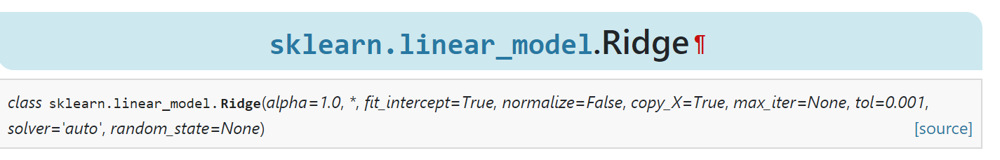 sklearn.linear_model.Ridge¶
class sklearn.linear_model.Ridge(alpha=1.0, *, fit_intercept=True, normalize=False, copy_X=True, max_iter=None, tol=0.001,
solver='auto', random_state=None) [source]